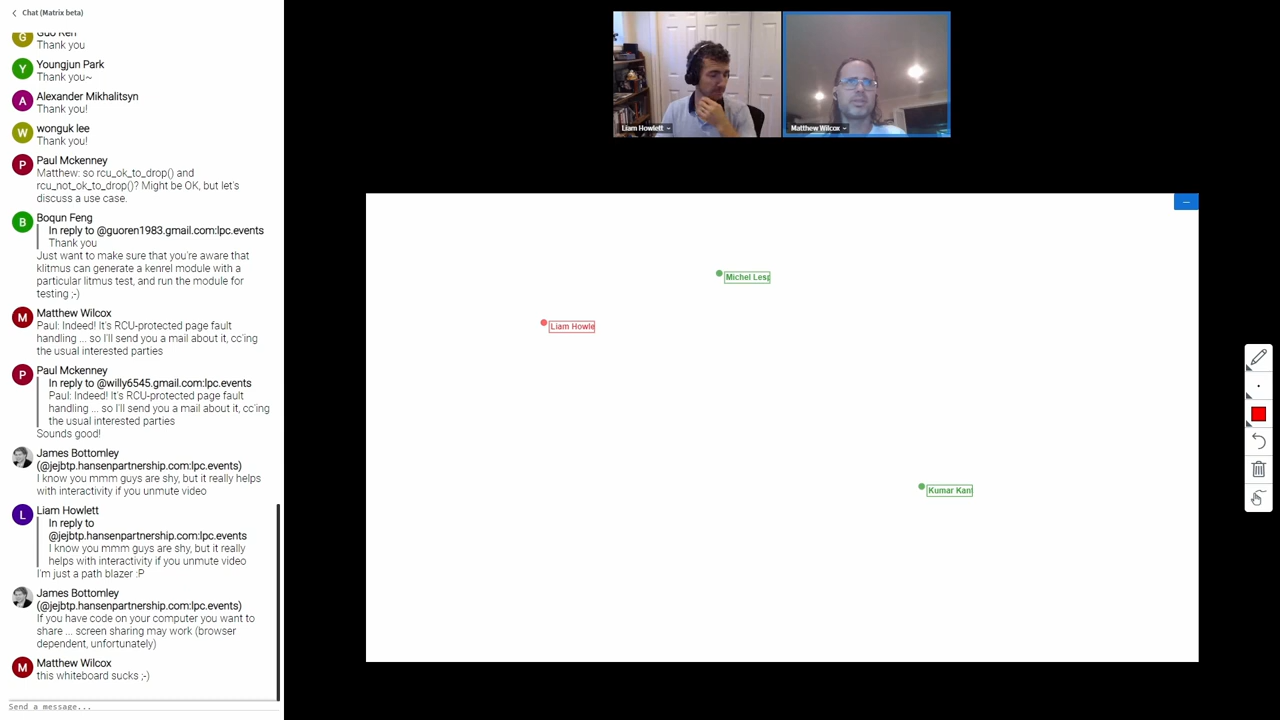 Chat (Matrix beta)
G
Guo Ren
Thank you
Y
Youngjun Park
Thank you~
A
Alexander Mikhalitsyn
Thank you!
W
wonguk lee
Thank you!
P
Paul Mckenney
Matthew: so rcu_ok_to_drop() and
rcu_not_ok_to_drop()? Might be OK, but let's
discuss a use case.
B
Boqun Feng
In reply to @guoren1983.gmail.com:lpc.events
Thank you
Just want to make sure that you're aware that
klitmus can generate a kenrel module with a
particular litmus test, and run the module for
testing ;-)
M
Matthew Wilcox
Paul: Indeed! It's RCU-protected page fault
handling ... so I'll send you a mail about it, cc'ing
the usual interested parties
P
Paul Mckenney
In reply to @willy6545.gmail.com:lpc.events
Paul: Indeed! It's RCU-protected page fault
handling ... so I'll send you a mail about it, cc'ing
the usual interested parties
Sounds good!
James Bottomley
(@jejbtp.hansenpartnership.com:lpc.events)
I know you mmm guys are shy, but it really helps
with interactivity if you unmute video
L
Liam Howlett
In reply to
@jejbtp.hansenpartnership.com:lpc.events
I know you mmm guys are shy, but it really
helps with interactivity if you unmute video
I'm just a path blazer :P
James Bottomley
(@jejbtp.hansenpartnership.com:lpc.events)
If you have code on your computer you want to
share ... screen sharing may work (browser
dependent, unfortunately)
M
Matthew Wilcox
this whiteboard sucks ;-)
Send a message...
Liam Howlett
Matthew Wilcox
Michel Lesp
Liam Howle
Kumar Kant